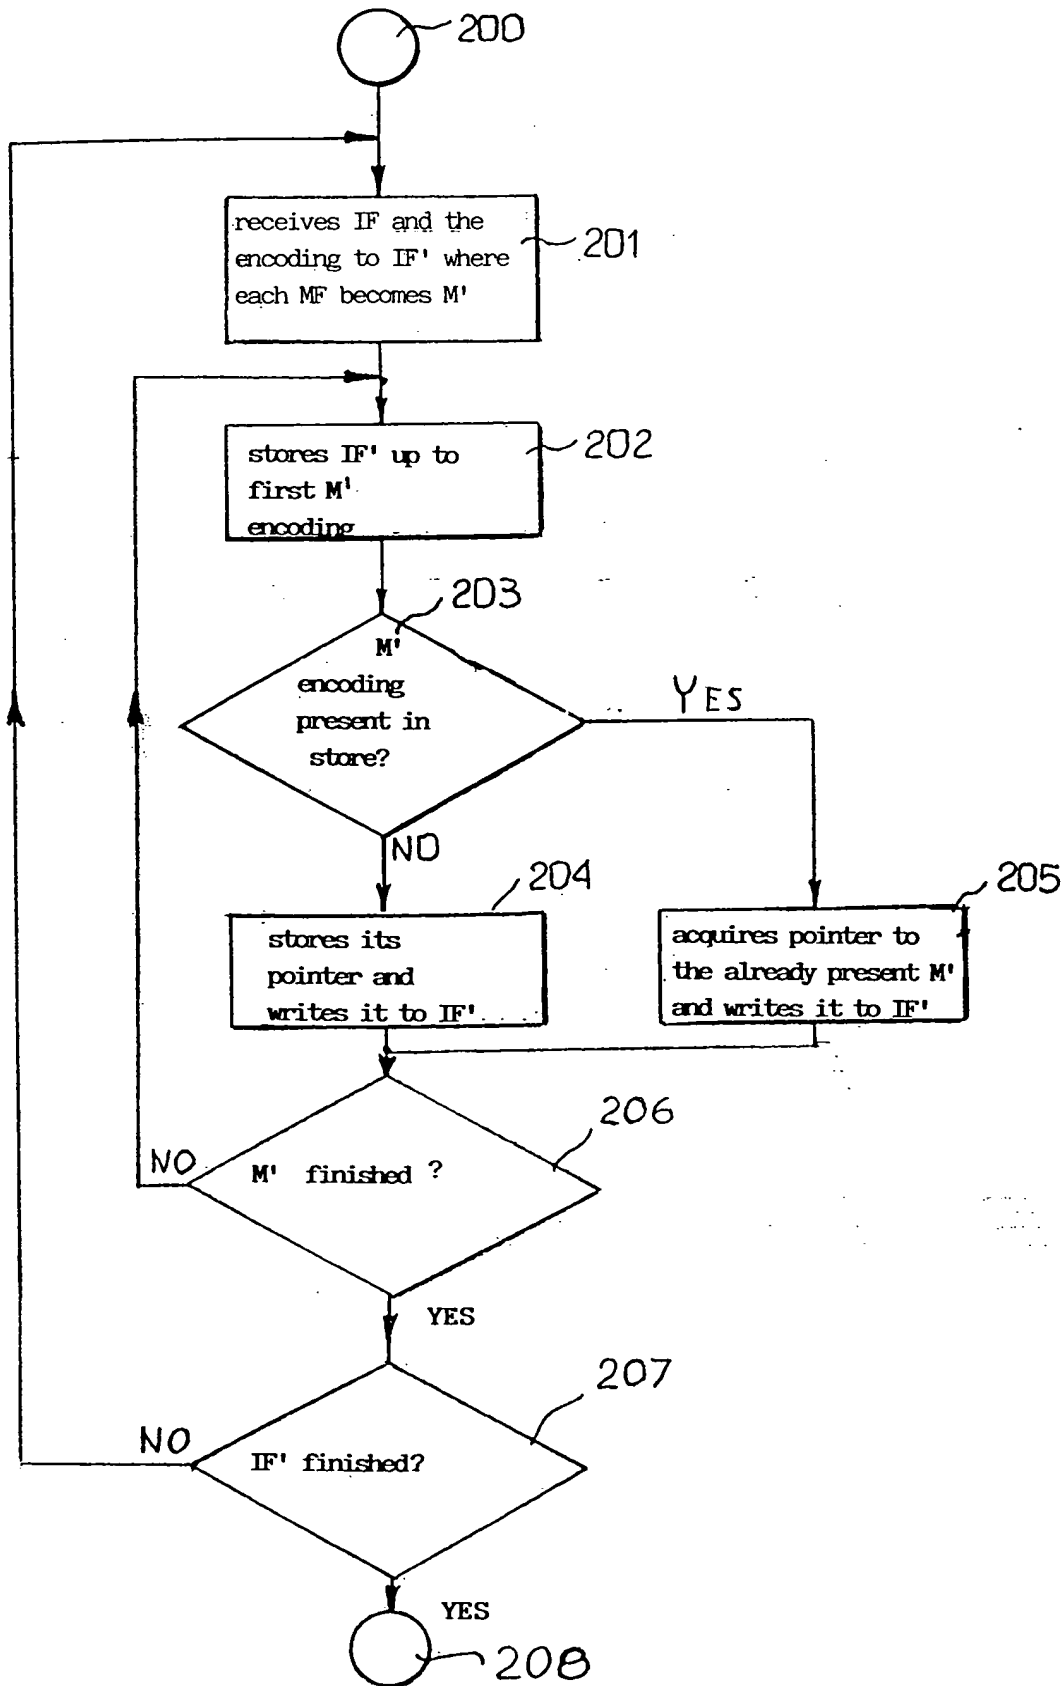 200
receives IF and the
encoding to IF' where
each MF becomes M'
201
stores IF' up to
first M'
encoding
202
203
M'
encoding
present in
store?
YES
NO
204
stores its
pointer and
writes it to IF'
205
acquires pointer to
the already present M'
and writes it to IF'
206
M' finished ?
NO
YES
207
IF' finished?
NO
YES
208